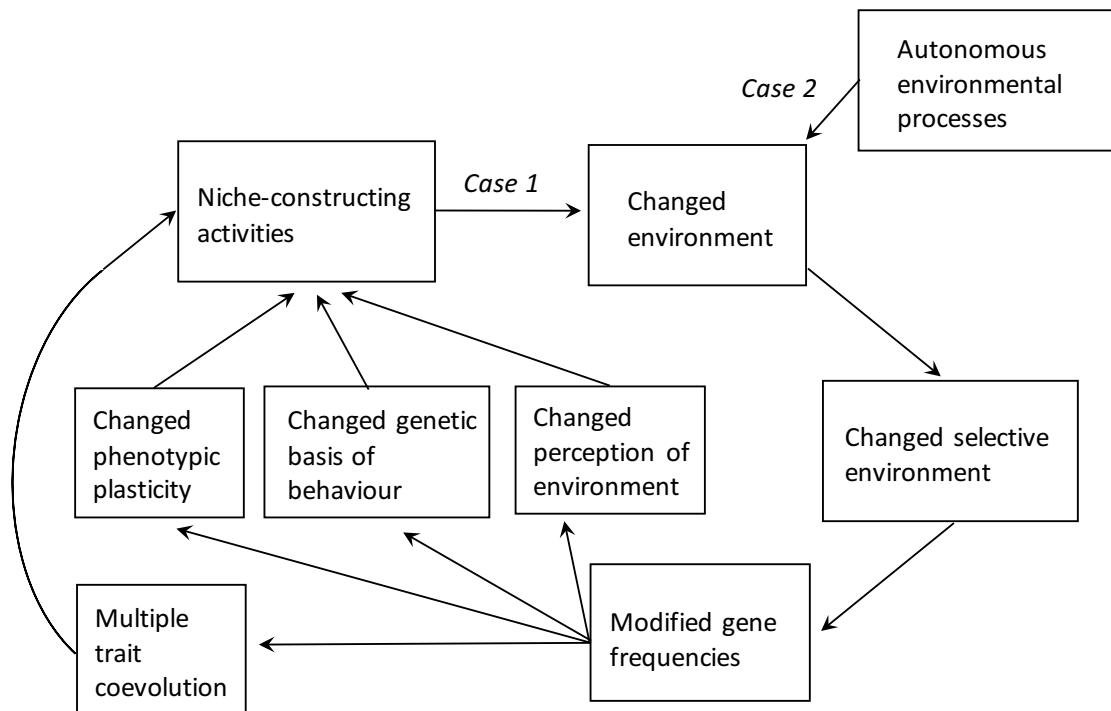 Autonomous
environmental
processes
Case 2
Niche-constructing
activities
Case 1
Changed
environment
Changed
phenotypic
plasticity
Changed genetic
basis of
behaviour
Changed
perception of
environment
Changed selective
environment
Multiple
trait
coevolution
Modified gene
frequencies